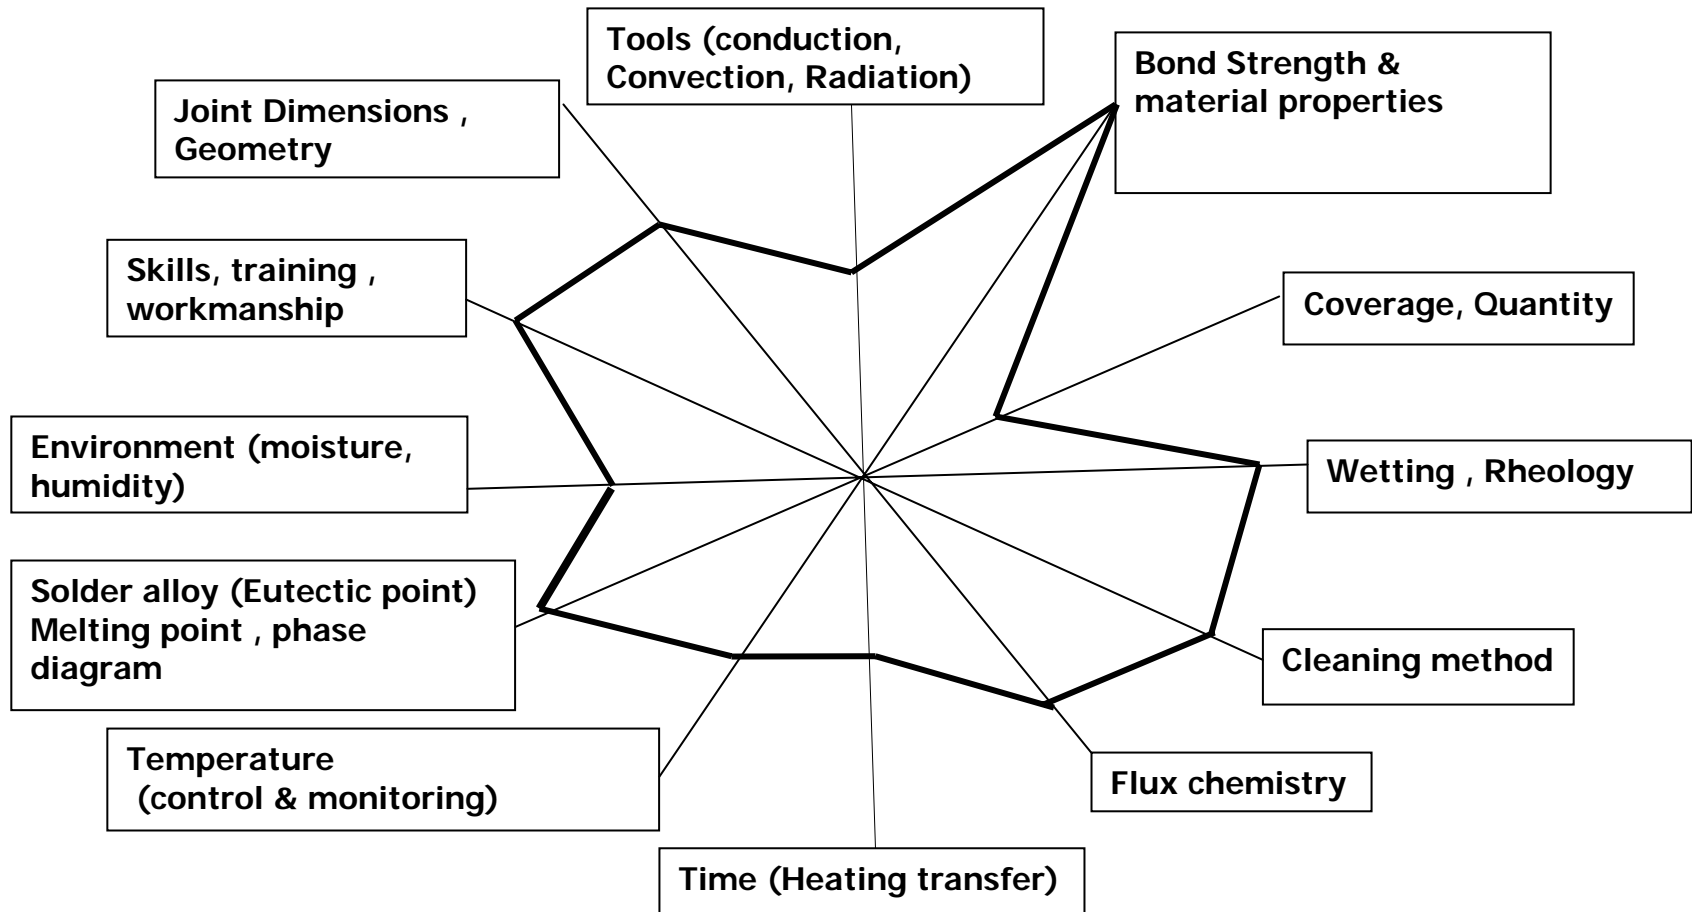 Tools (conduction,
Convection, Radiation)
Bond Strength &
material properties
Joint Dimensions ,
Geometry
Skills, training ,
workmanship
Coverage, Quantity
Environment (moisture,
humidity)
Wetting , Rheology
Solder alloy (Eutectic point)
Melting point , phase
diagram
Cleaning method
Temperature
(control & monitoring)
Flux chemistry
Time (Heating transfer)